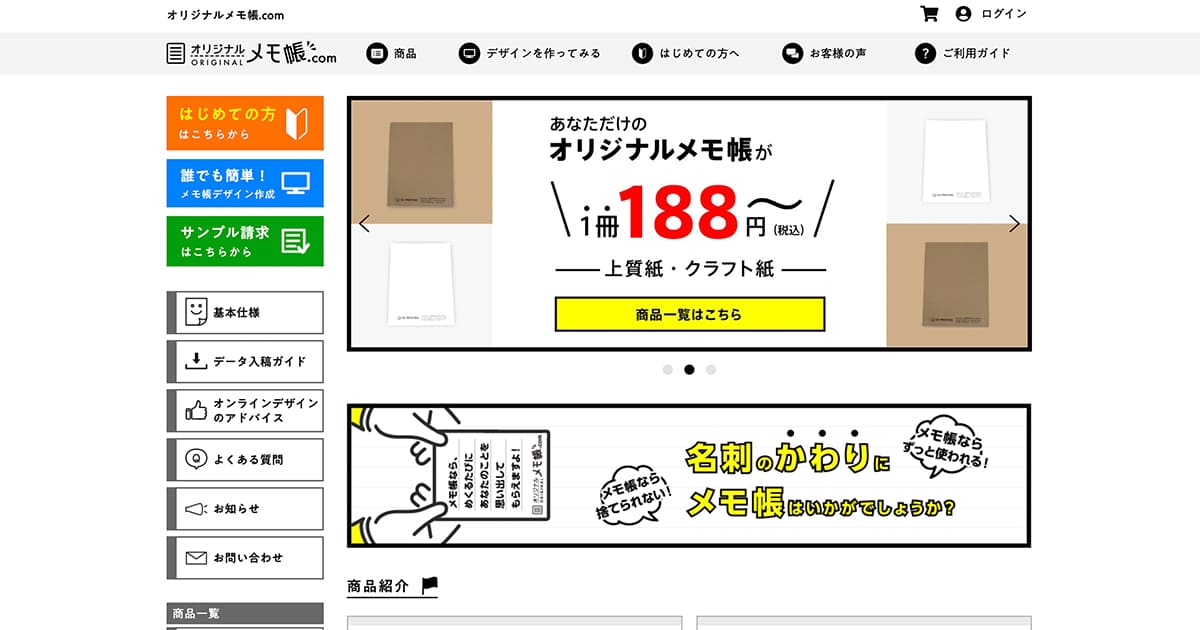 オリジナルメモ帳.com
ログイン
オリジナル
ORIGINAL
メモ帳.com
商品
デザインを作ってみる
はじめての方へ
お客様の声
?
ご利用ガイド
はじめての方
はこちらから
誰でも簡単！
メモ帳デザイン作成
サンプル請求
はこちらから
基本仕様
データ入稿ガイド
オンラインデザイン
のアドバイス
Q
よくある質問
お知らせ
お問い合わせ
商品一覧
あなただけの
オリジナルメモ帳が
1冊188円〜
(税込)
上質紙・クラフト紙
商品一覧はこちら
メモ帳なら、
めくるたびに
あなたのことを
思い出して
もらえますよ！
オリジナル
ORIGINAL
メモ帳.com
メモ帳なら、
捨てられない！
名刺のかわりに
メモ帳はいかがでしょうか？
メモ帳なら、
ずっと使われる！
商品紹介